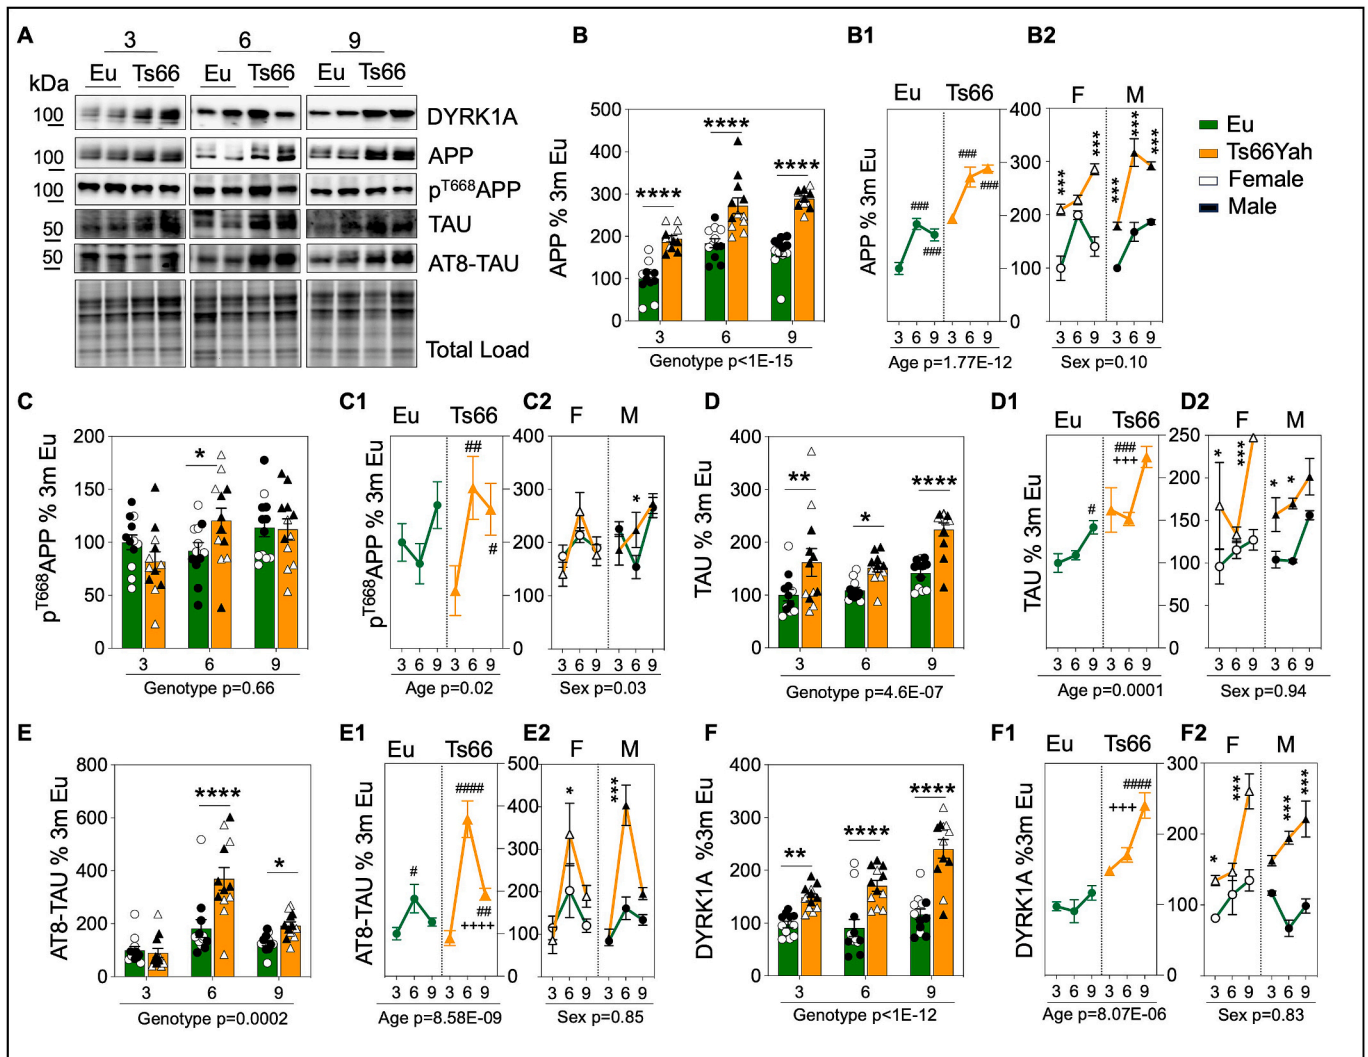 A
3 6 9
Eu Ts66 Eu Ts66 Eu Ts66
kDa
100 DYRK1A
100 APP
100 pT668APP
50 TAU
50 AT8-TAU
Total Load
B
APP % 3m Eu
500
400
300
200
100
0
**** **** ****
3 6 9
Genotype p<1E-15
B1
Eu Ts66
APP % 3m Eu
### ### ### ###
0
3 6 9 3 6 9
Age p=1.77E-12
B2
F M
400
300
200
100
0
*** *** *** **** ***
3 6 9 3 6 9
Sex p=0.10
Eu
Ts66Yah
Female
Male
C
pT668APP % 3m Eu
200
150
100
50
0
*
3 6 9
Genotype p=0.66
C1
Eu Ts66
pT668APP % 3m Eu
## #
3 6 9 3 6 9
Age p=0.02
C2
F M
400
300
200
100
0
*
3 6 9 3 6 9
Sex p=0.03
D
TAU % 3m Eu
400
300
200
100
0
** * ****
3 6 9
Genotype p=4.6E-07
D1
Eu Ts66
TAU % 3m Eu
# ###
+++
3 6 9 3 6 9
Age p=0.0001
D2
F M
250
200
150
100
50
0
* *** * *
3 6 9 3 6 9
Sex p=0.94
E
AT8-TAU % 3m Eu
800
600
400
200
0
**** *
3 6 9
Genotype p=0.0002
E1
Eu Ts66
AT8-TAU % 3m Eu
# ####
##
++++
3 6 9 3 6 9
Age p=8.58E-09
E2
F M
500
400
300
200
100
0
* ***
3 6 9 3 6 9
Sex p=0.85
F
DYRK1A %3m Eu
400
300
200
100
0
** **** ****
3 6 9
Genotype p<1E-12
F1
Eu Ts66
DYRK1A %3m Eu
####
+++
3 6 9 3 6 9
Age p=8.07E-06
F2
F M
300
200
100
0
* *** *** ***
3 6 9 3 6 9
Sex p=0.83